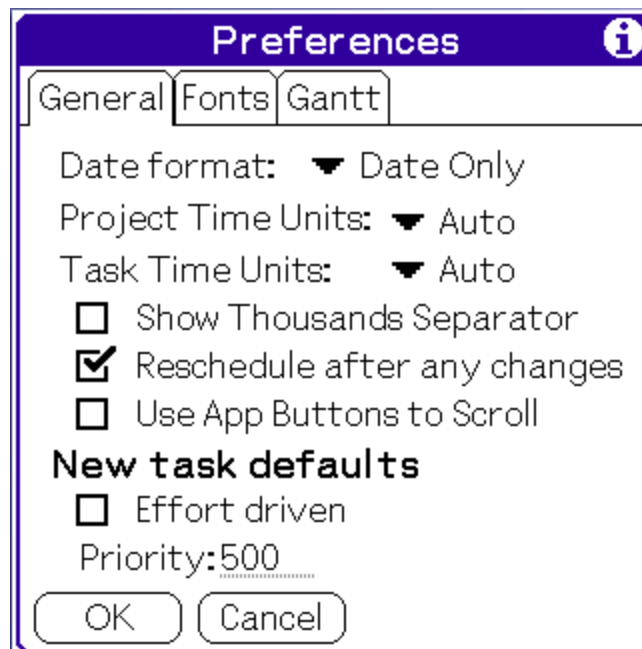 Preferences
General Fonts Gantt
Date format: Date Only
Project Time Units: Auto
Task Time Units: Auto
Show Thousands Separator
Reschedule after any changes
Use App Buttons to Scroll
New task defaults
Effort driven
Priority: 500
OK Cancel